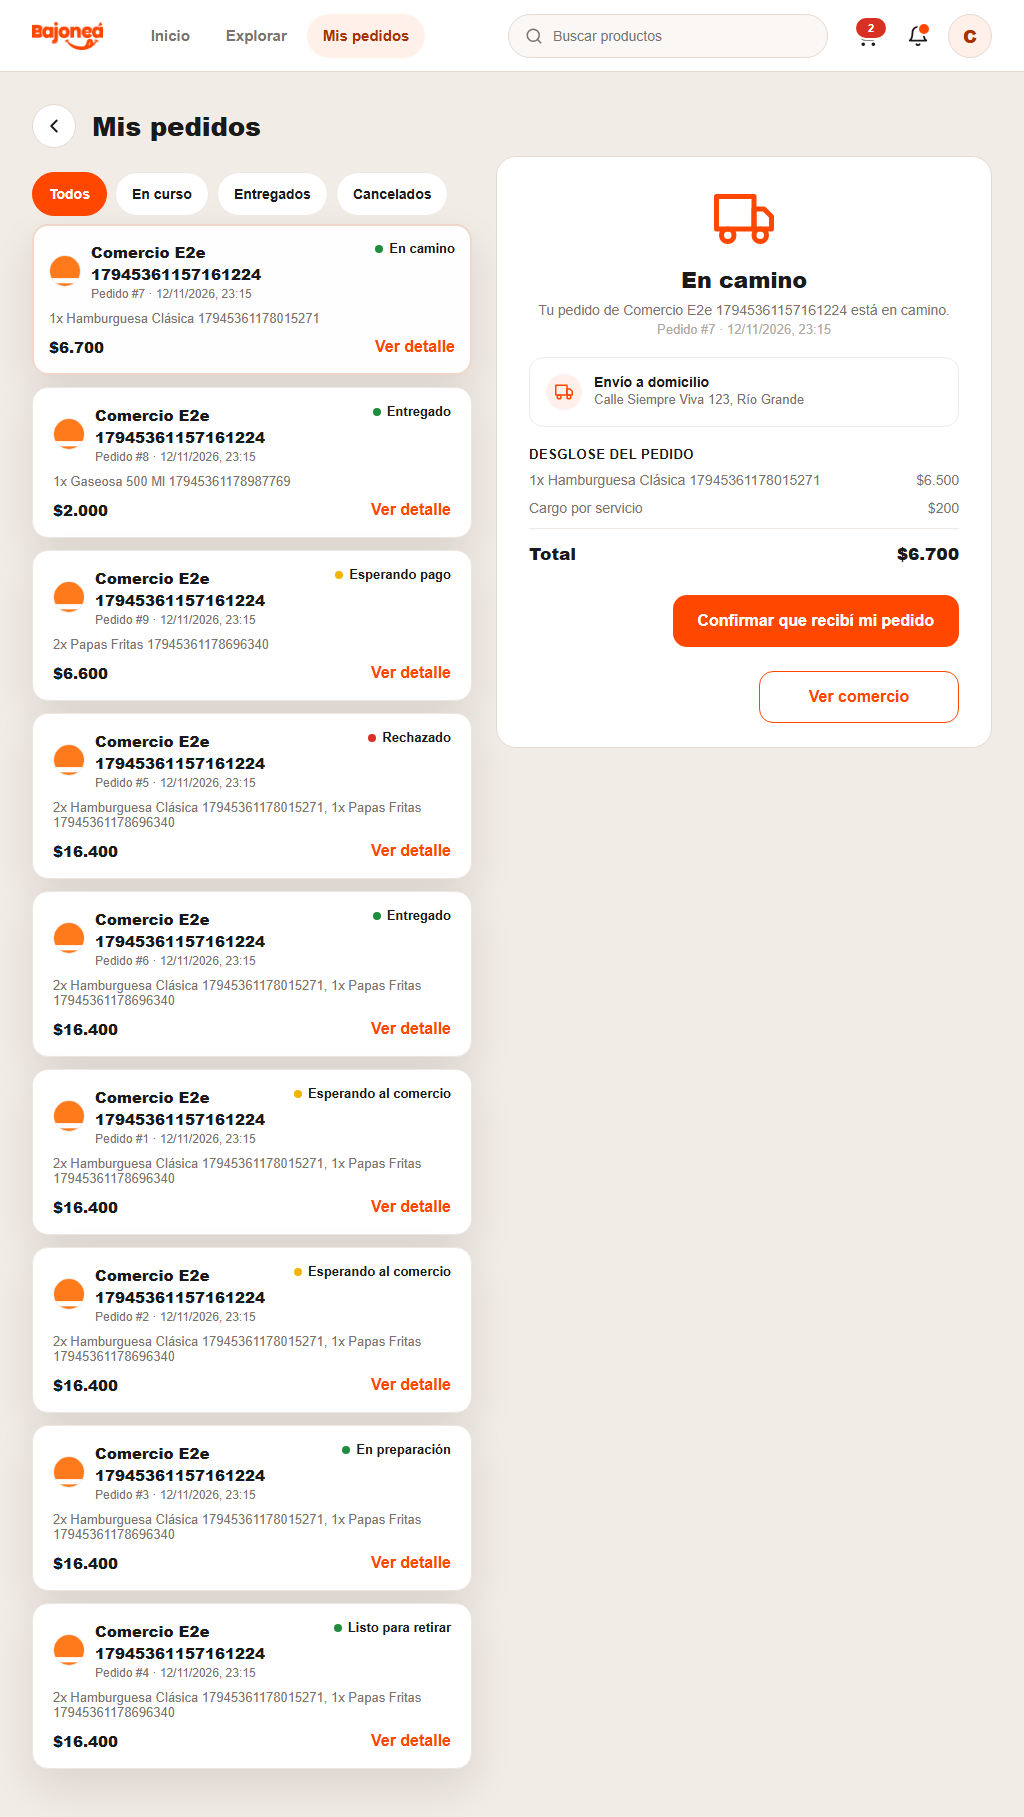 Bajoneá
Inicio
Explorar
Mis pedidos
Buscar productos
2
C
Mis pedidos
Todos
En curso
Entregados
Cancelados
Comercio E2e
17945361157161224
En camino
Pedido #7 · 12/11/2026, 23:15
1x Hamburguesa Clásica 17945361178015271
$6.700
Ver detalle
Comercio E2e
17945361157161224
Entregado
Pedido #8 · 12/11/2026, 23:15
1x Gaseosa 500 Ml 17945361178987769
$2.000
Ver detalle
Comercio E2e
17945361157161224
Esperando pago
Pedido #9 · 12/11/2026, 23:15
2x Papas Fritas 17945361178696340
$6.600
Ver detalle
Comercio E2e
17945361157161224
Rechazado
Pedido #5 · 12/11/2026, 23:15
2x Hamburguesa Clásica 17945361178015271, 1x Papas Fritas
17945361178696340
$16.400
Ver detalle
Comercio E2e
17945361157161224
Entregado
Pedido #6 · 12/11/2026, 23:15
2x Hamburguesa Clásica 17945361178015271, 1x Papas Fritas
17945361178696340
$16.400
Ver detalle
Comercio E2e
17945361157161224
Esperando al comercio
Pedido #1 · 12/11/2026, 23:15
2x Hamburguesa Clásica 17945361178015271, 1x Papas Fritas
17945361178696340
$16.400
Ver detalle
Comercio E2e
17945361157161224
Esperando al comercio
Pedido #2 · 12/11/2026, 23:15
2x Hamburguesa Clásica 17945361178015271, 1x Papas Fritas
17945361178696340
$16.400
Ver detalle
Comercio E2e
17945361157161224
En preparación
Pedido #3 · 12/11/2026, 23:15
2x Hamburguesa Clásica 17945361178015271, 1x Papas Fritas
17945361178696340
$16.400
Ver detalle
Comercio E2e
17945361157161224
Listo para retirar
Pedido #4 · 12/11/2026, 23:15
2x Hamburguesa Clásica 17945361178015271, 1x Papas Fritas
17945361178696340
$16.400
Ver detalle
En camino
Tu pedido de Comercio E2e 17945361157161224 está en camino.
Pedido #7 · 12/11/2026, 23:15
Envío a domicilio
Calle Siempre Viva 123, Río Grande
DESGLOSE DEL PEDIDO
1x Hamburguesa Clásica 17945361178015271
$6.500
Cargo por servicio
$200
Total
$6.700
Confirmar que recibí mi pedido
Ver comercio